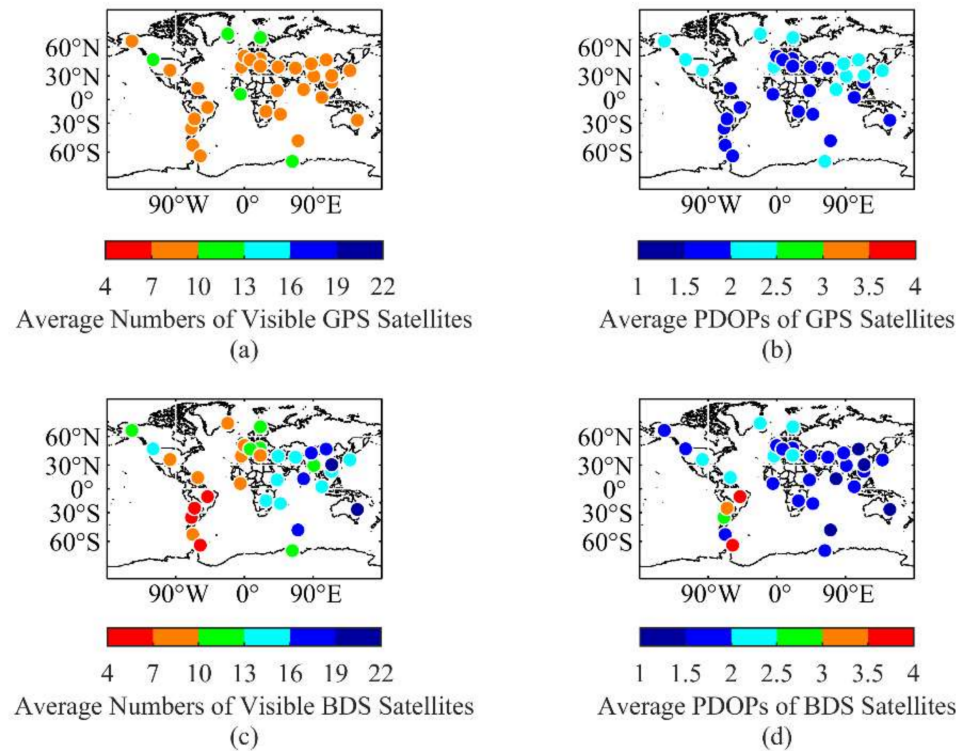 60°N
30°N
0°
30°S
60°S
90°W 0° 90°E
4 7 10 13 16 19 22
Average Numbers of Visible GPS Satellites
(a)
60°N
30°N
0°
30°S
60°S
90°W 0° 90°E
1 1.5 2 2.5 3 3.5 4
Average PDOPs of GPS Satellites
(b)
60°N
30°N
0°
30°S
60°S
90°W 0° 90°E
4 7 10 13 16 19 22
Average Numbers of Visible BDS Satellites
(c)
60°N
30°N
0°
30°S
60°S
90°W 0° 90°E
1 1.5 2 2.5 3 3.5 4
Average PDOPs of BDS Satellites
(d)